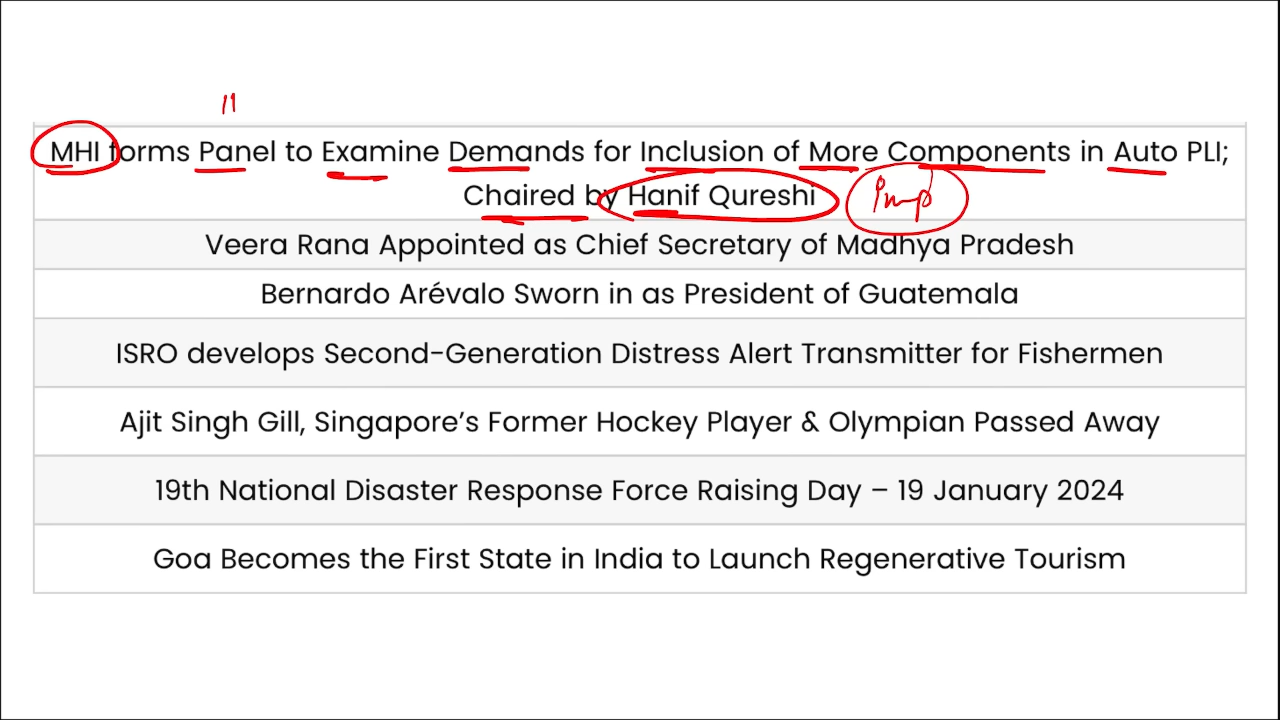 11
MHI forms Panel to Examine Demands for Inclusion of More Components in Auto PLI;
Chaired by Hanif Qureshi Imp
Veera Rana Appointed as Chief Secretary of Madhya Pradesh
Bernardo Arévalo Sworn in as President of Guatemala
ISRO develops Second-Generation Distress Alert Transmitter for Fishermen
Ajit Singh Gill, Singapore’s Former Hockey Player & Olympian Passed Away
19th National Disaster Response Force Raising Day – 19 January 2024
Goa Becomes the First State in India to Launch Regenerative Tourism